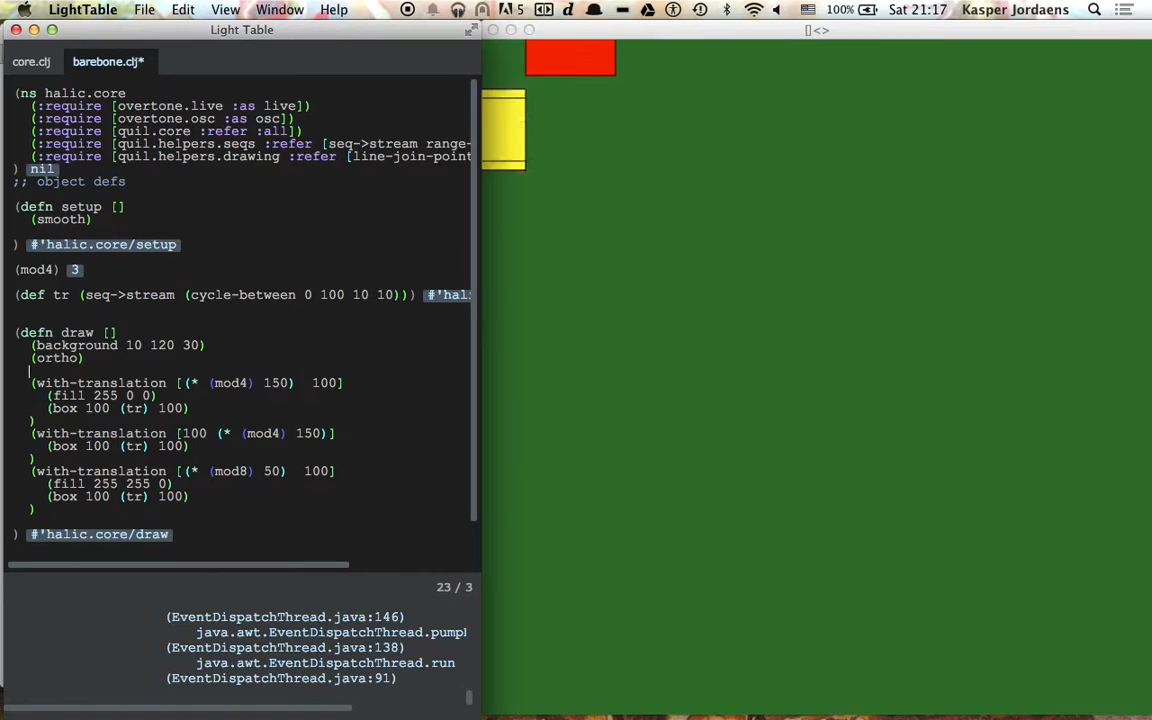 LightTable File Edit View Window Help 5 100% Sat 21:17 Kasper Jordaens
Light Table
[]<>
core.clj barebone.clj*
(ns halic.core
(:require [overtone.live :as live])
(:require [overtone.osc :as osc])
(:require [quil.core :refer :all])
(:require [quil.helpers.seqs :refer [seq->stream range-
(:require [quil.helpers.drawing :refer [line-join-point
) nil
;; object defs
(defn setup []
(smooth)
) #'halic.core/setup
(mod4) 3
(def tr (seq->stream (cycle-between 0 100 10 10))) #'hali
(defn draw []
(background 10 120 30)
(ortho)
(with-translation [(* (mod4) 150)  100]
(fill 255 0 0)
(box 100 (tr) 100)
)
(with-translation [100 (* (mod4) 150)]
(box 100 (tr) 100)
)
(with-translation [(* (mod8) 50)  100]
(fill 255 255 0)
(box 100 (tr) 100)
)
) #'halic.core/draw
23 / 3
(EventDispatchThread.java:146)
java.awt.EventDispatchThread.pump
(EventDispatchThread.java:138)
java.awt.EventDispatchThread.run
(EventDispatchThread.java:91)